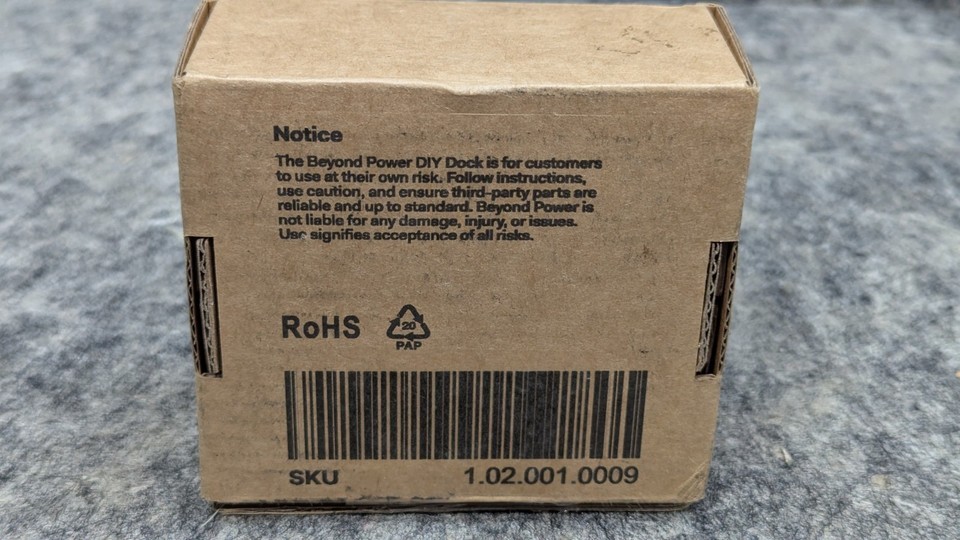 Notice
The Beyond Power DIY Dock is for customers
to use at their own risk. Follow instructions,
use caution, and ensure third-party parts are
reliable and up to standard. Beyond Power is
not liable for any damage, injury, or issues.
Use signifies acceptance of all risks.
RoHS
20
PAP
SKU 1.02.001.0009